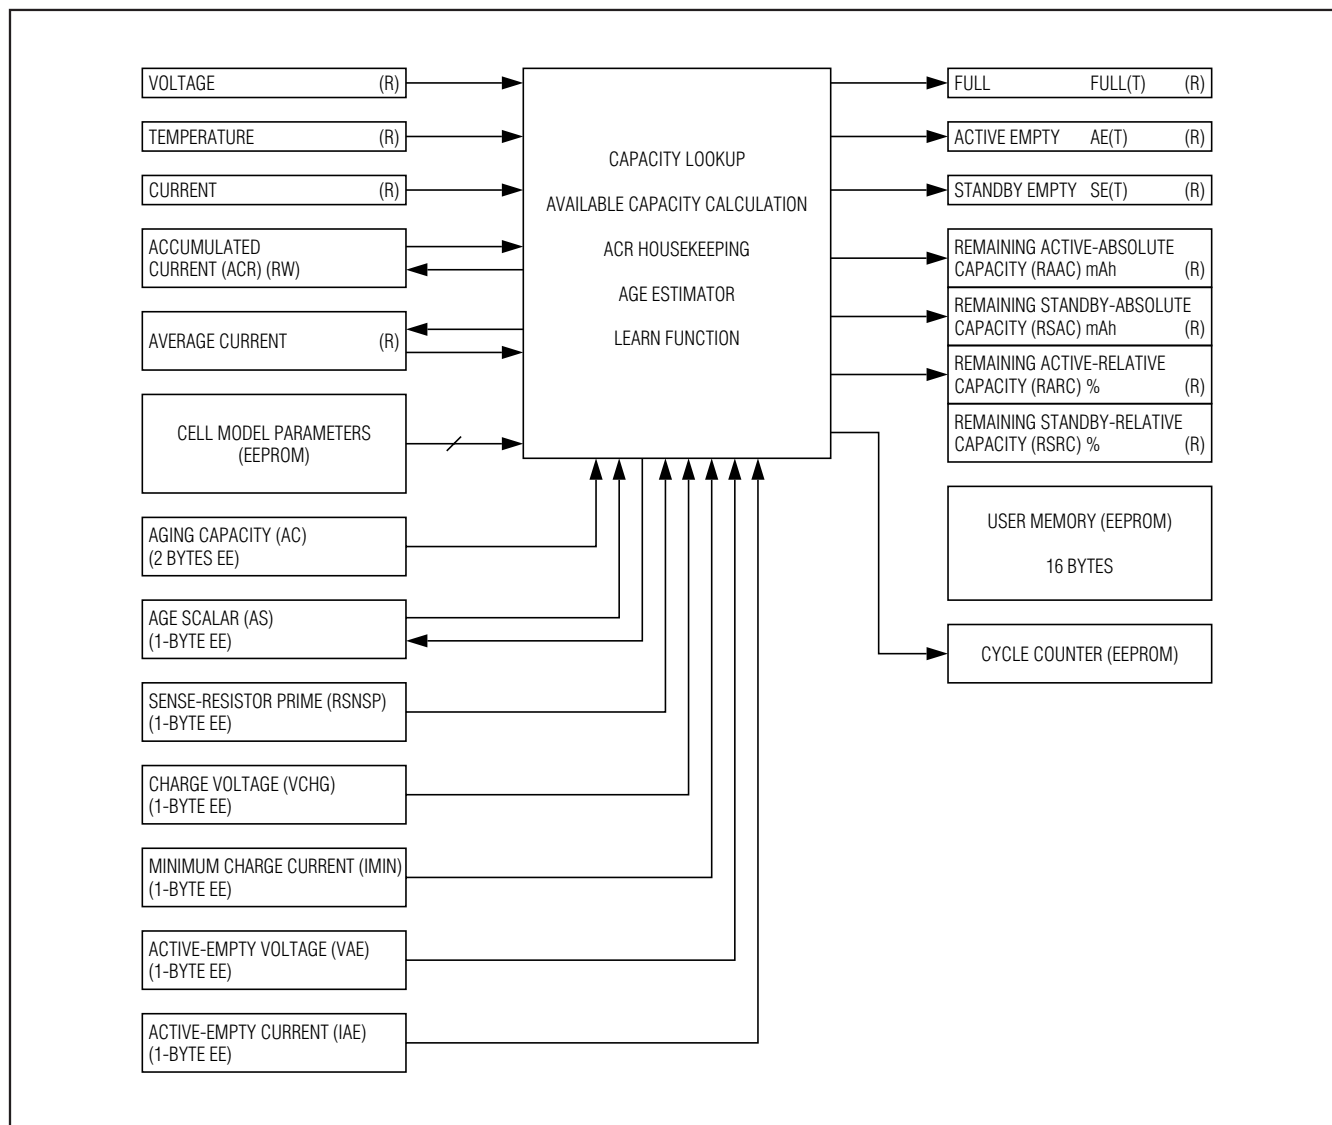 VOLTAGE (R)
TEMPERATURE (R)
CURRENT (R)
ACCUMULATED
CURRENT (ACR) (RW)
AVERAGE CURRENT (R)
CELL MODEL PARAMETERS
(EEPROM)
AGING CAPACITY (AC)
(2 BYTES EE)
AGE SCALAR (AS)
(1-BYTE EE)
SENSE-RESISTOR PRIME (RSNSP)
(1-BYTE EE)
CHARGE VOLTAGE (VCHG)
(1-BYTE EE)
MINIMUM CHARGE CURRENT (IMIN)
(1-BYTE EE)
ACTIVE-EMPTY VOLTAGE (VAE)
(1-BYTE EE)
ACTIVE-EMPTY CURRENT (IAE)
(1-BYTE EE)
CAPACITY LOOKUP
AVAILABLE CAPACITY CALCULATION
ACR HOUSEKEEPING
AGE ESTIMATOR
LEARN FUNCTION
FULL FULL(T) (R)
ACTIVE EMPTY AE(T) (R)
STANDBY EMPTY SE(T) (R)
REMAINING ACTIVE-ABSOLUTE
CAPACITY (RAAC) mAh (R)
REMAINING STANDBY-ABSOLUTE
CAPACITY (RSAC) mAh (R)
REMAINING ACTIVE-RELATIVE
CAPACITY (RARC) % (R)
REMAINING STANDBY-RELATIVE
CAPACITY (RSRC) % (R)
USER MEMORY (EEPROM)
16 BYTES
CYCLE COUNTER (EEPROM)